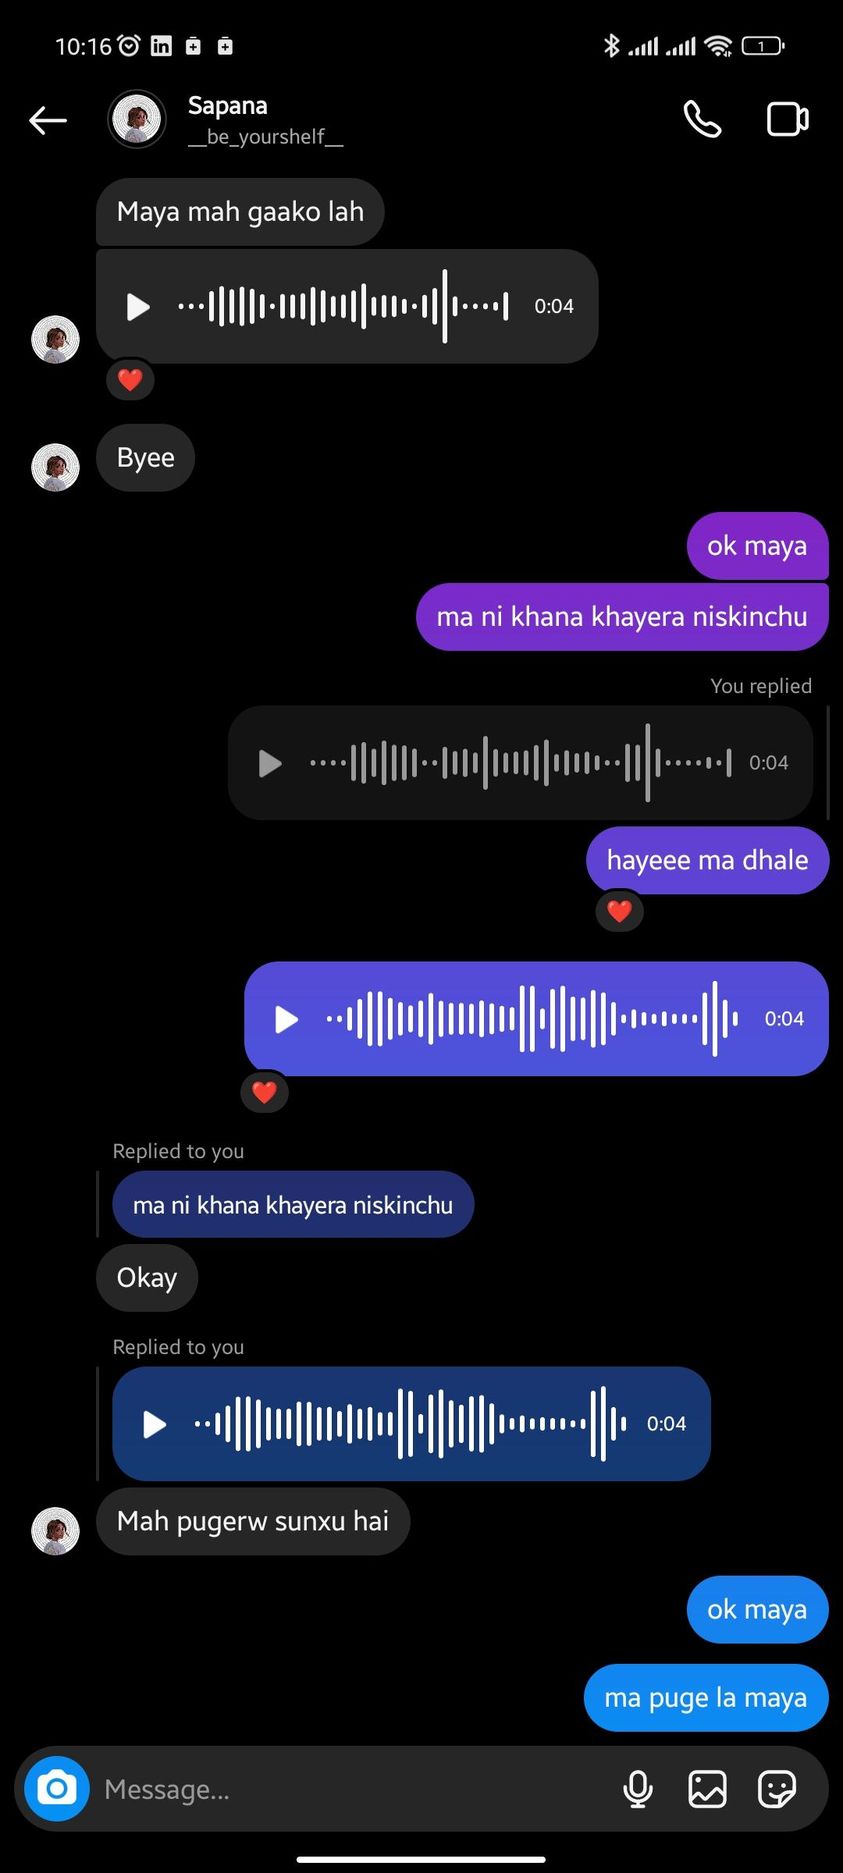 10:16
1
Sapana
__be_yourshelf__
Maya mah gaako lah
0:04
Byee
ok maya
ma ni khana khayera niskinchu
You replied
0:04
hayeee ma dhale
0:04
Replied to you
ma ni khana khayera niskinchu
Okay
Replied to you
0:04
Mah pugerw sunxu hai
ok maya
ma puge la maya
Message...